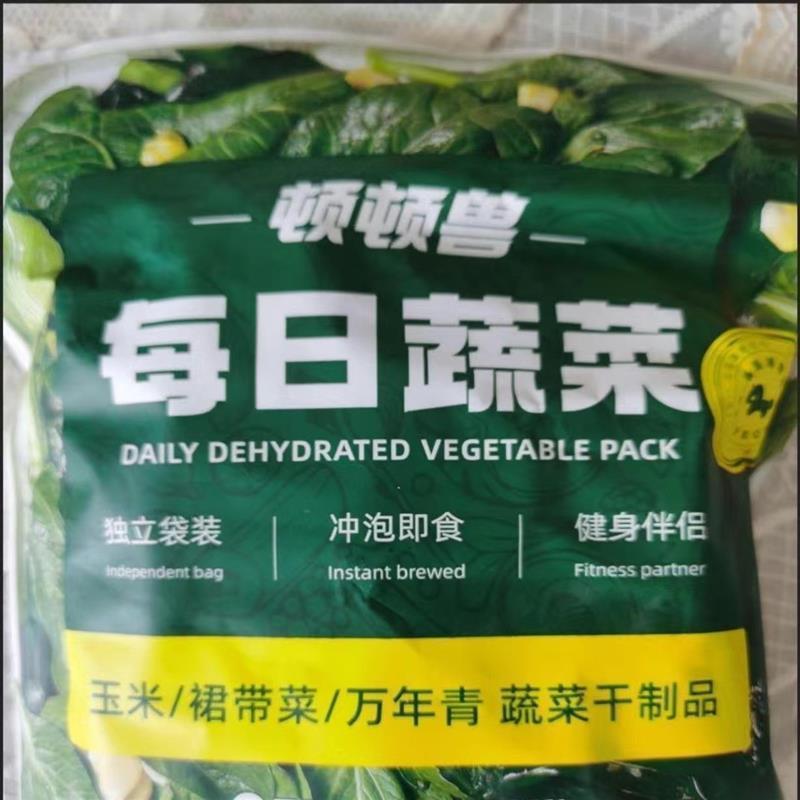 顿顿兽
每日蔬菜
DAILY DEHYDRATED VEGETABLE PACK
独立袋装 冲泡即食 健身伴侣
Independent bag Instant brewed Fitness partner
玉米/裙带菜/万年青 蔬菜干制品